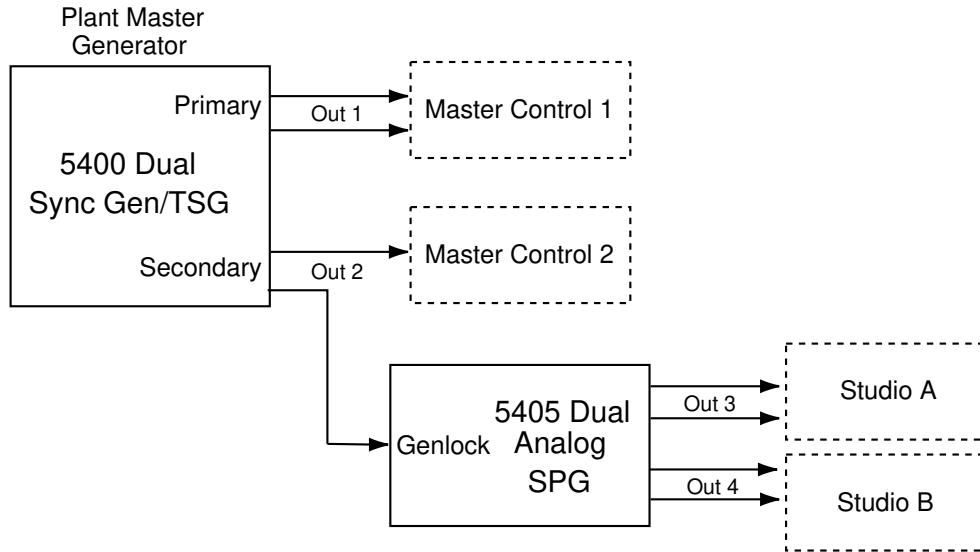 Plant Master
Generator
Primary
Out 1
Master Control 1
5400 Dual
Sync Gen/TSG
Secondary
Out 2
Master Control 2
Genlock
5405 Dual
Analog
SPG
Out 3
Studio A
Out 4
Studio B